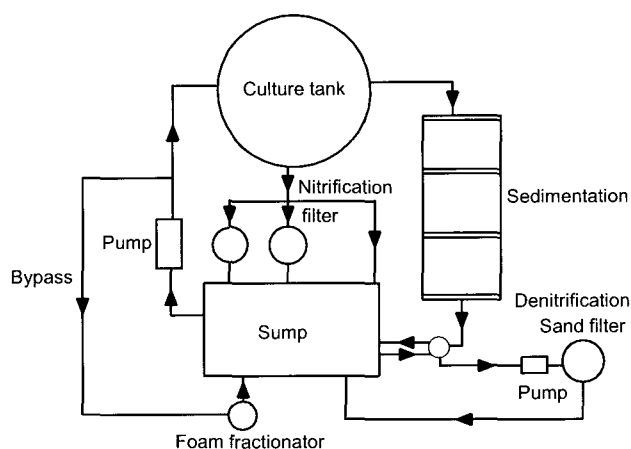 Culture tank
Nitrification
filter
Sedimentation
Pump
Bypass
Sump
Denitrification
Sand filter
Pump
Foam fractionator